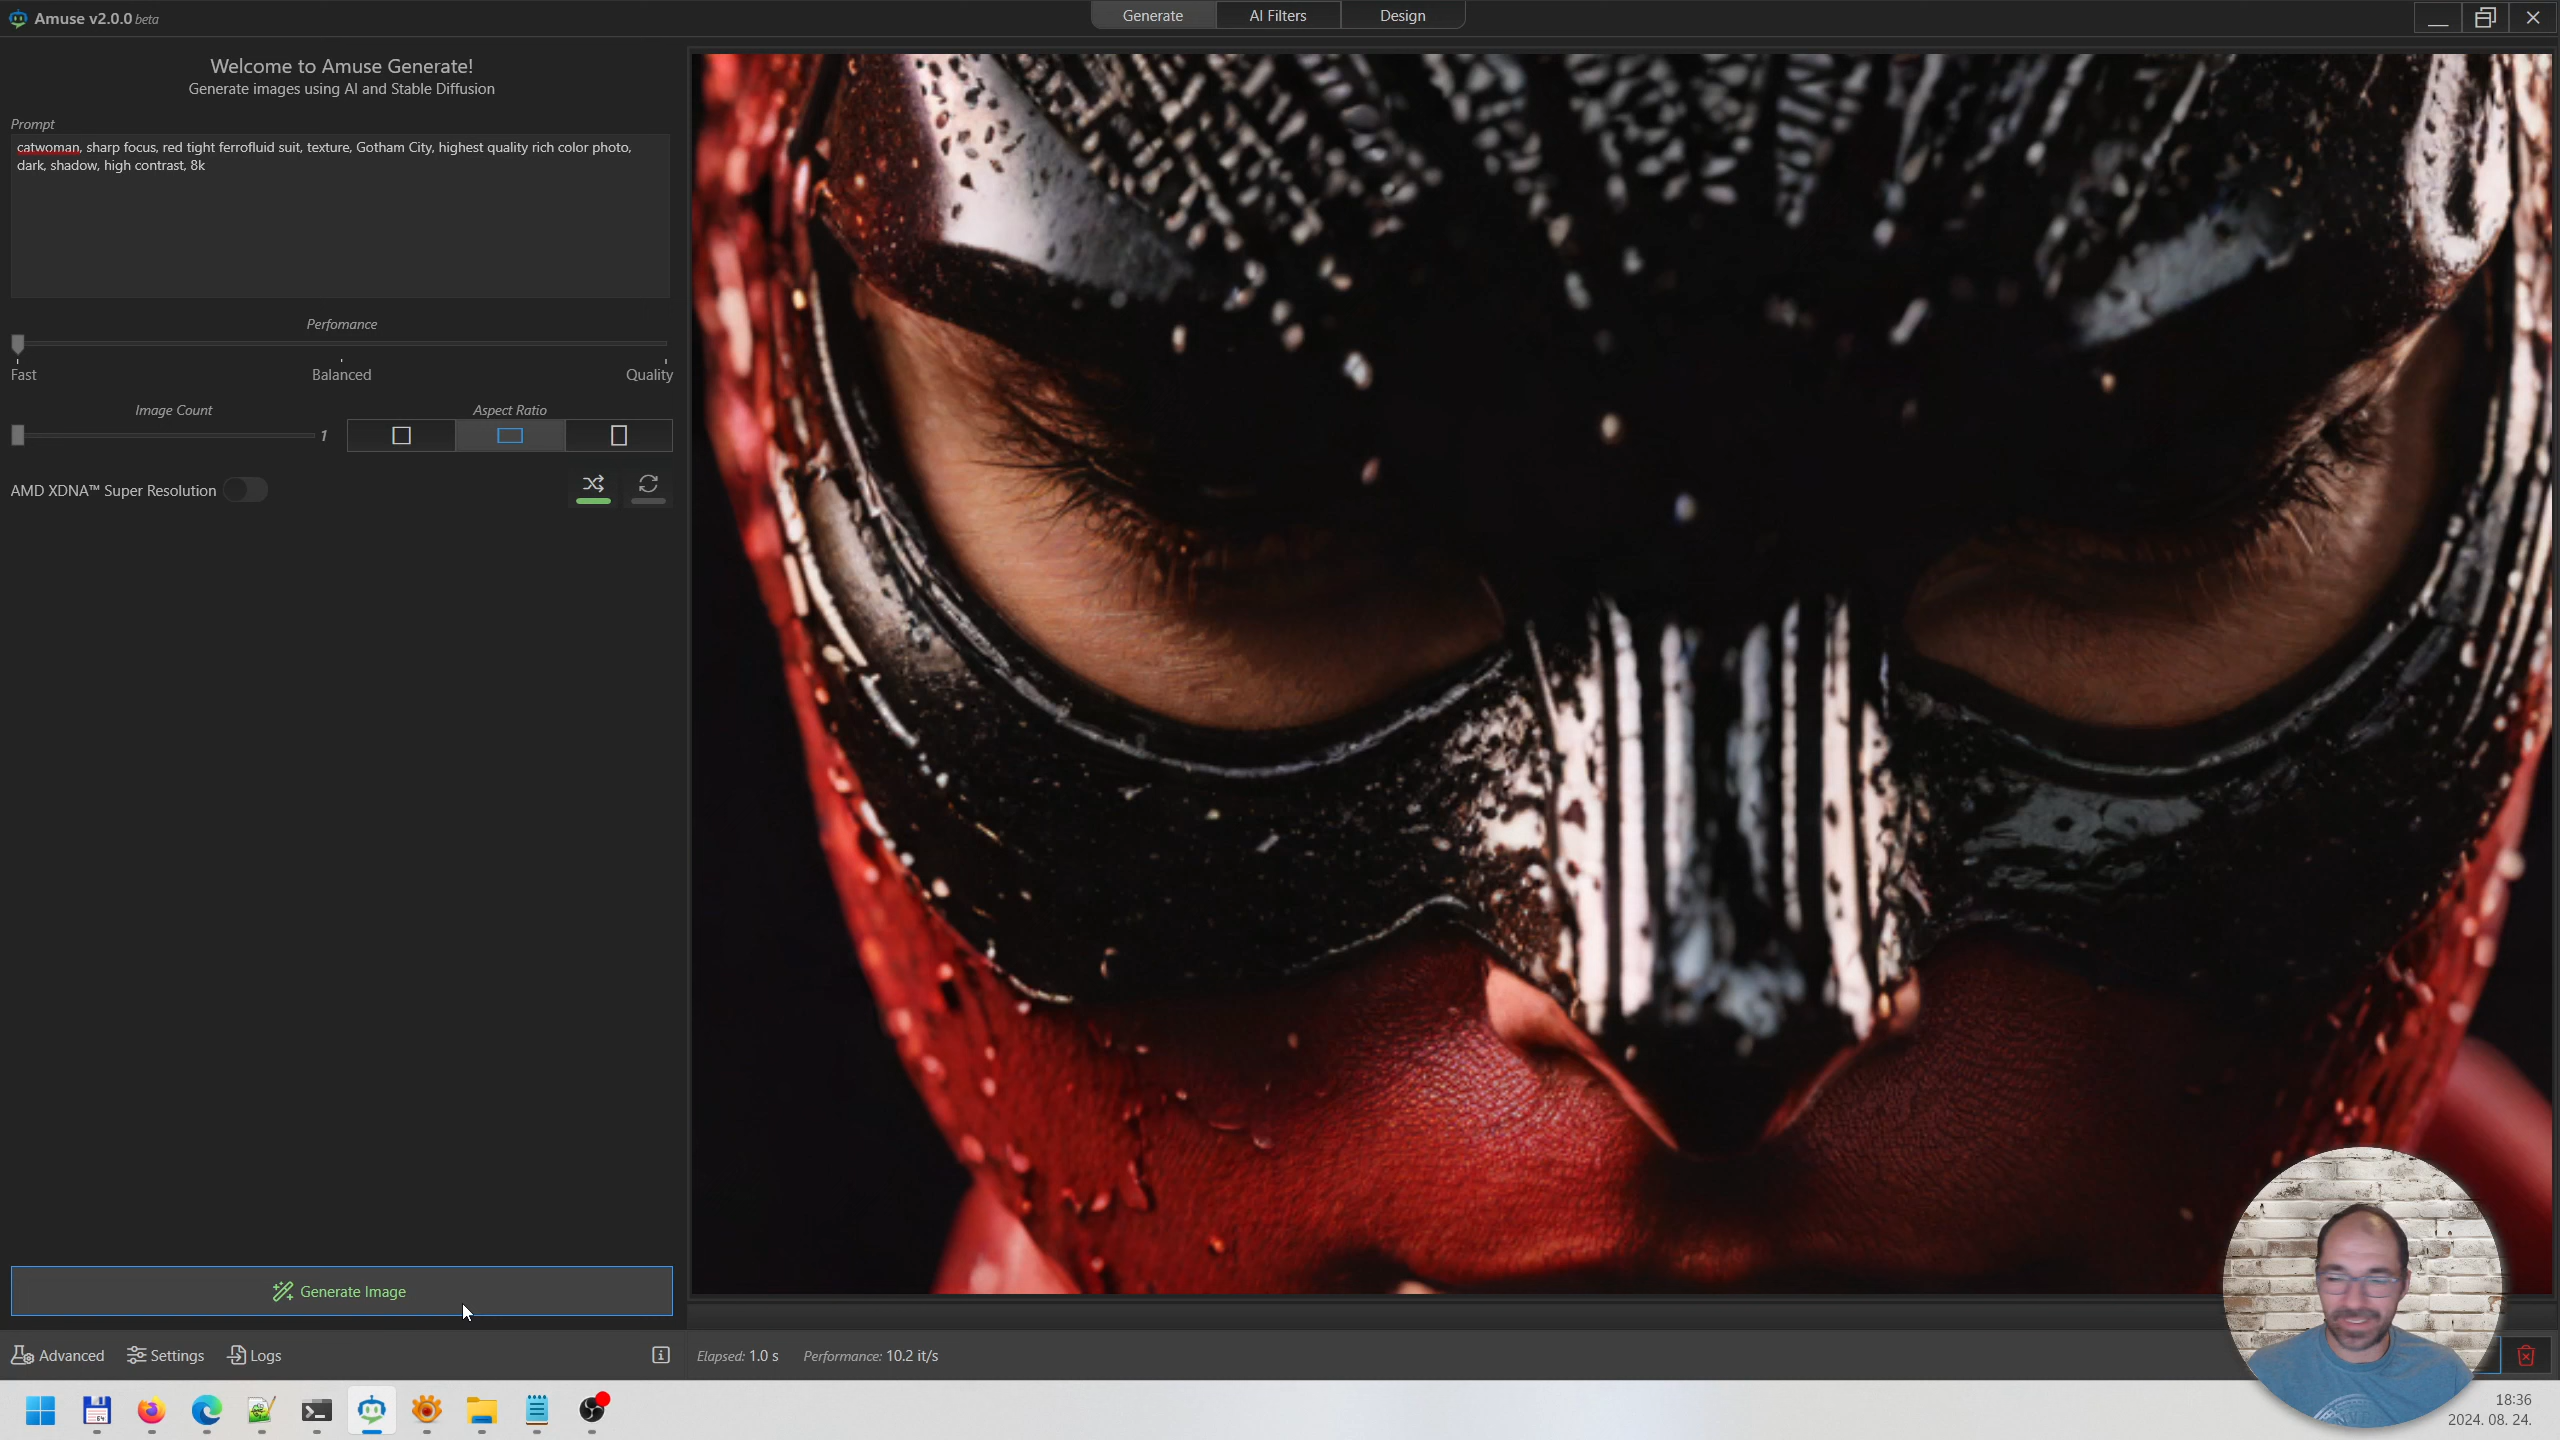 Amuse v2.0.0 beta
Generate
AI Filters
Design
Welcome to Amuse Generate!
Generate images using AI and Stable Diffusion
Prompt
catwoman, sharp focus, red tight ferrofluid suit, texture, Gotham City, highest quality rich color photo,
dark, shadow, high contrast, 8k
Perfomance
Fast
Balanced
Quality
Image Count
Aspect Ratio
1
AMD XDNA™ Super Resolution
Generate Image
Advanced
Settings
Logs
Elapsed: 1.0 s
Performance: 10.2 it/s
64
18:36
2024. 08. 24.